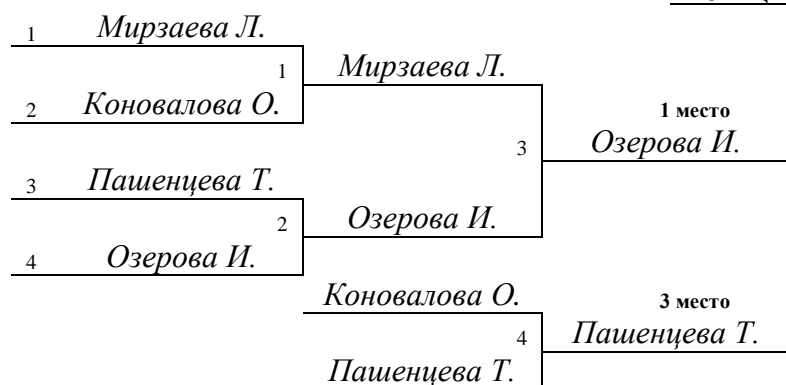 1 Мирзаева Л.
1 Мирзаева Л.
2 Коновалова О.
1 место
3 Озерова И.
3 Пашенцева Т.
2 Озерова И.
4 Озерова И.
Коновалова О.
3 место
4 Пашенцева Т.
Пашенцева Т.